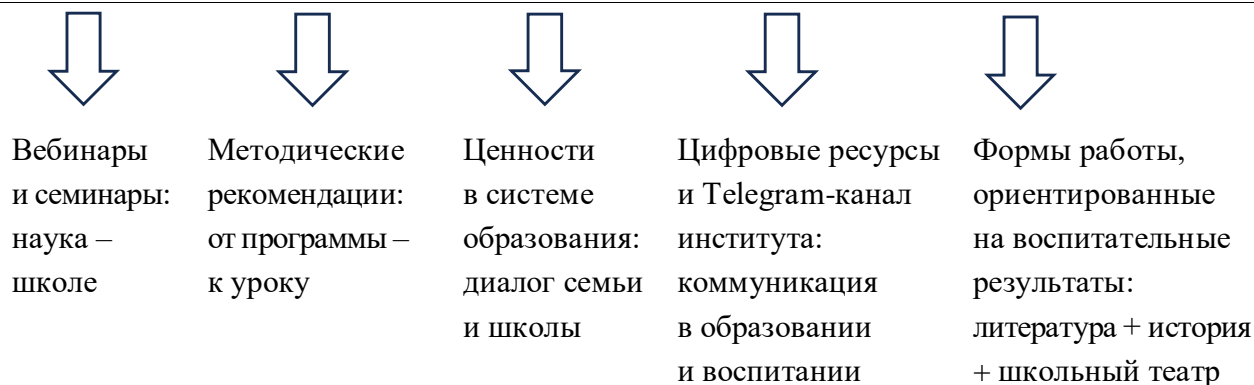 Вебинары
и семинары:
наука –
школе
Методические
рекомендации:
от программы –
к уроку
Ценности
в системе
образования:
диалог семьи
и школы
Цифровые ресурсы
и Telegram-канал
института:
коммуникация
в образовании
и воспитании
Формы работы,
ориентированные
на воспитательные
результаты:
литература + история
+ школьный театр